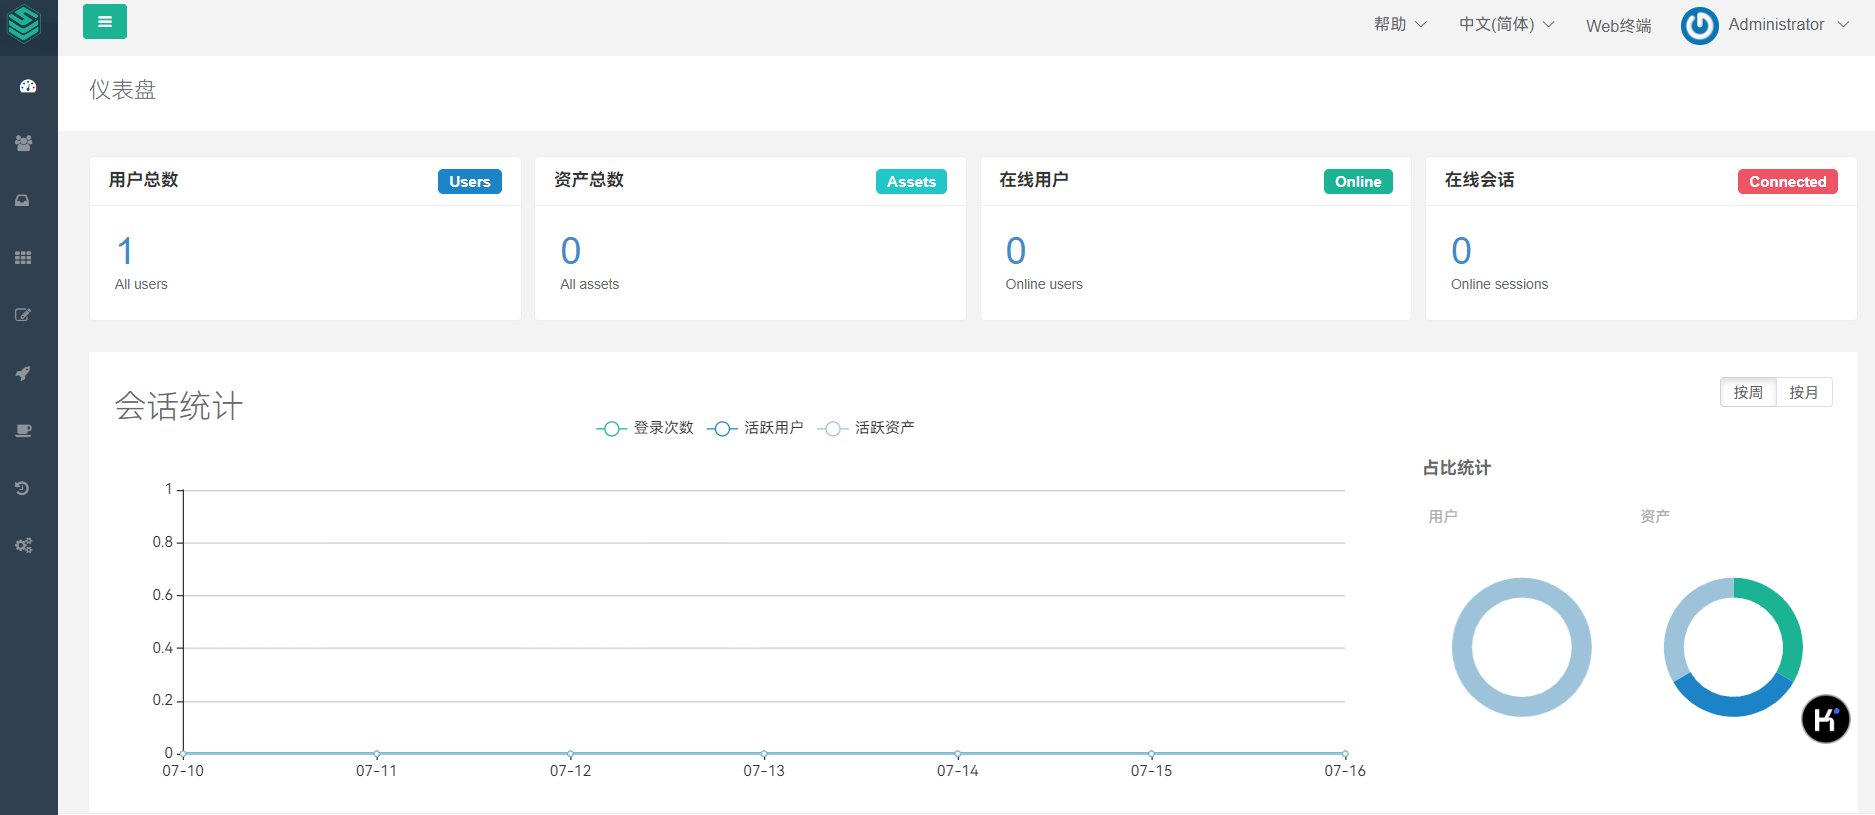 帮助
中文(简体)
Web终端
Administrator
仪表盘
用户总数
Users
1
All users
资产总数
Assets
0
All assets
在线用户
Online
0
Online users
在线会话
Connected
0
Online sessions
会话统计
按周
按月
登录次数
活跃用户
活跃资产
1
0.8
0.6
0.4
0.2
0
07-10
07-11
07-12
07-13
07-14
07-15
07-16
占比统计
用户
资产
K